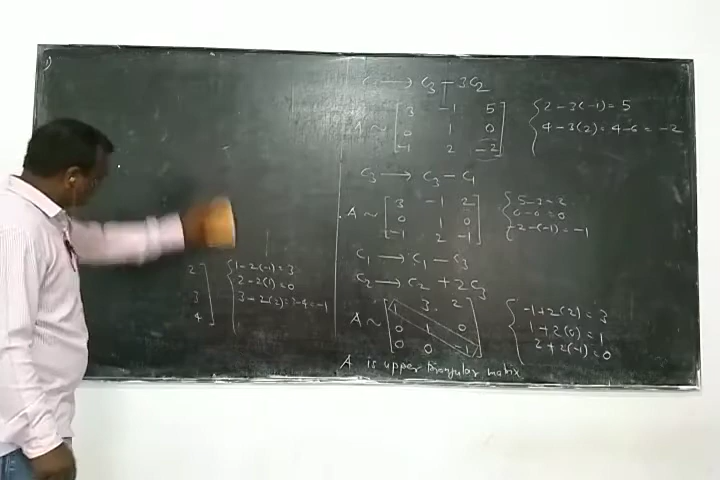 1)
2
3
4
{ 1-2(-1)=3
2-2(1)=0
3-2(2)=3-4=-1
C3 → C3 - 3C2
A ~ [ 3 -1 5
0 1 0
-1 2 -2 ]
{ 2-3(-1)=5
4-3(2)=4-6=-2
C3 → C3 - C1
A ~ [ 3 -1 2
0 1 0
-1 2 -1 ]
{ 5-3=2
0-0=0
-2-(-1)=-1
C1 → C1 - C3
C2 → C2 + 2C3
A ~ [ 1 3 2
0 1 0
0 0 -1 ]
{ -1+2(2)=3
1+2(0)=1
2+2(-1)=0
A is upper triangular matrix